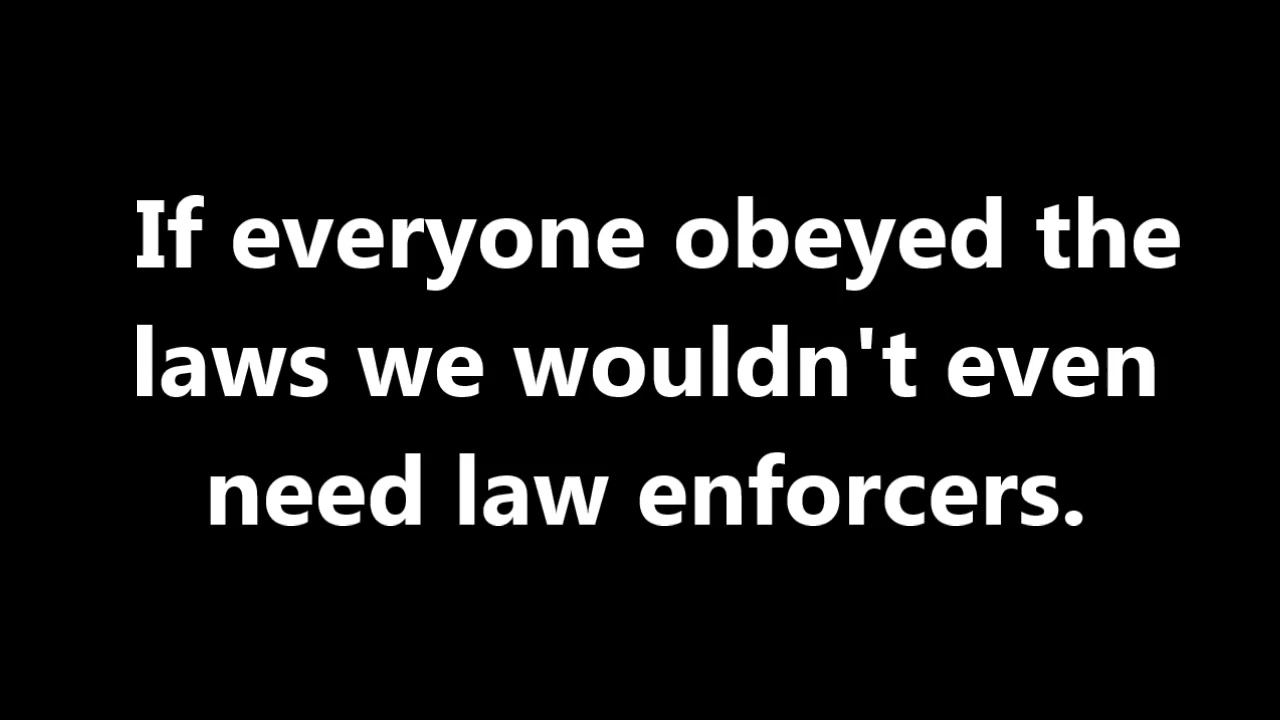 If everyone obeyed the
laws we wouldn't even
need law enforcers.